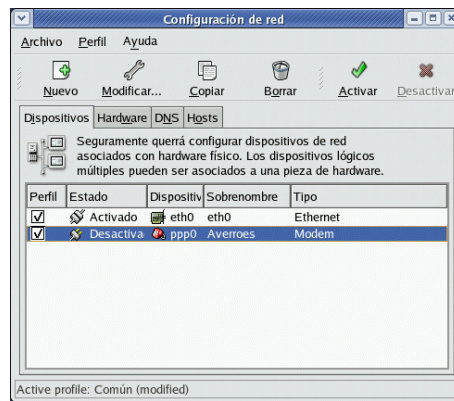 Configuración de red
Archivo Perfil Ayuda
Nuevo Modificar... Copiar Borrar Activar Desactivar
Dispositivos Hardware DNS Hosts
Seguramente querrá configurar dispositivos de red
asociados con hardware físico. Los dispositivos lógicos
múltiples pueden ser asociados a una pieza de hardware.
Perfil Estado Dispositiv Sobrenombre Tipo
Activado eth0 eth0 Ethernet
Desactiva ppp0 Averroes Modem
Active profile: Común (modified)